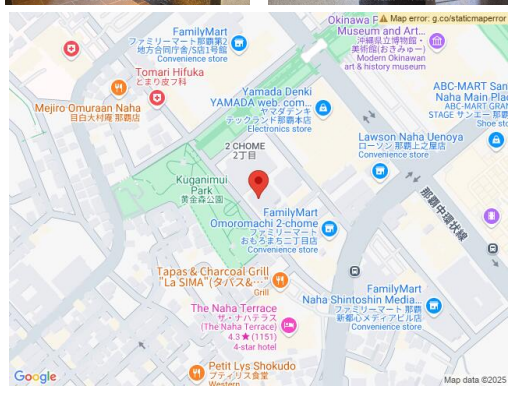 Okinawa P
Map error: g.co/staticmaperror
Museum and Art...
沖縄県立博物館・
美術館(おきみゅー)
Modern Okinawan
art & history museum
FamilyMart
ファミリーマート那覇第2
地方合同庁舎/S店1号館
Convenience store
Tomari Hifuka
とまり皮フ科
Mejiro Omuraan Naha
目白大村庵 那覇店
Yamada Denki
YAMADA web. com...
ヤマダデンキ
テックランド那覇本店
Electronics store
ABC-MART San
Naha Main Pla
ABC-MART GRAN
STAGE サンエー 那覇
Shoe sto
Lawson Naha Uenoya
ローソン 那覇上之屋店
Convenience store
2 CHOME
2丁目
Kuganimui
Park
黄金森公園
那覇中環状線
FamilyMart
Omoromachi 2-chome
ファミリーマート
おもろまち二丁目店
Convenience store
Tapas & Charcoal Grill
"La SIMA"(タパス&…
Grill
FamilyMart
Naha Shintoshin Media...
ファミリーマート 那覇
新都心メディアビル店
Convenience store
The Naha Terrace
ザ・ナハテラス
(The Naha Terrace)
4.3★(1151)
4-star hotel
Petit Lys Shokudo
プティリス食堂
Western
Google
Map data ©2025